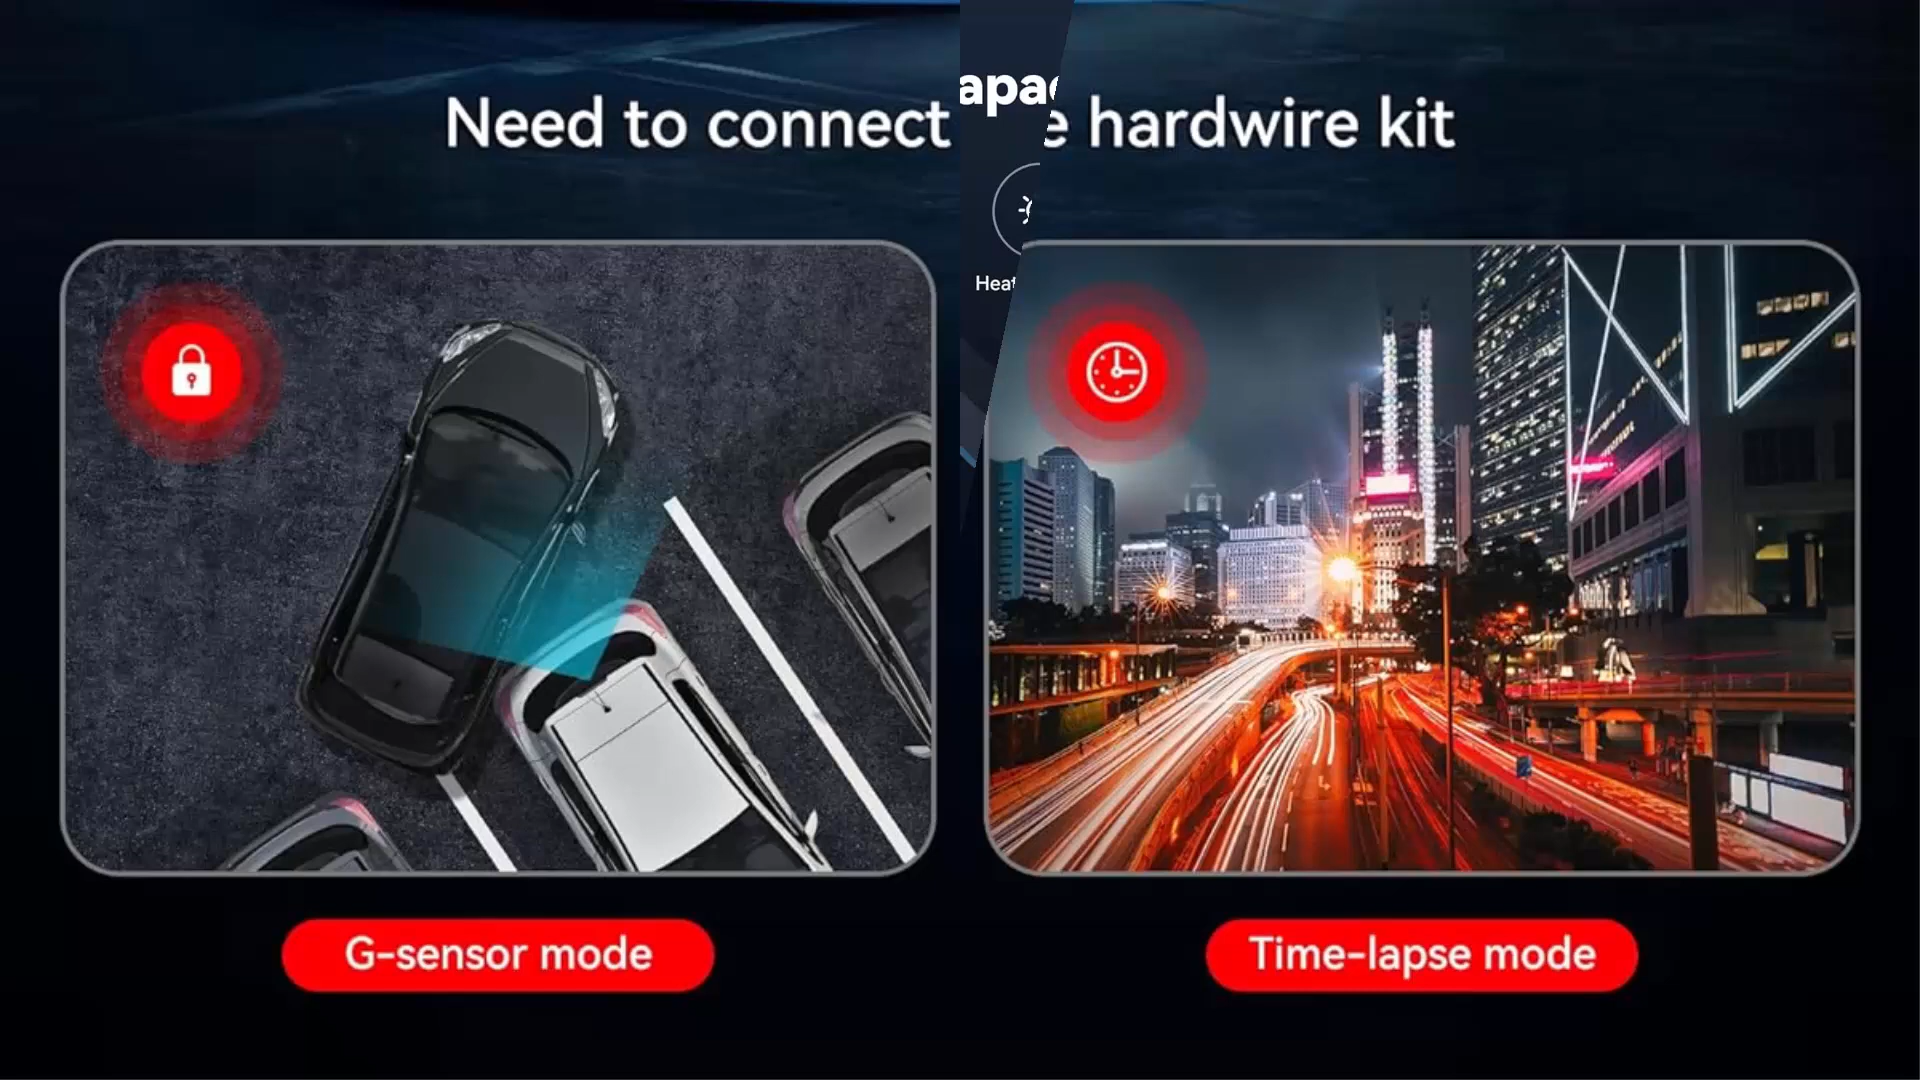 Need to connect
e hardwire kit
G-sensor mode
Time-lapse mode